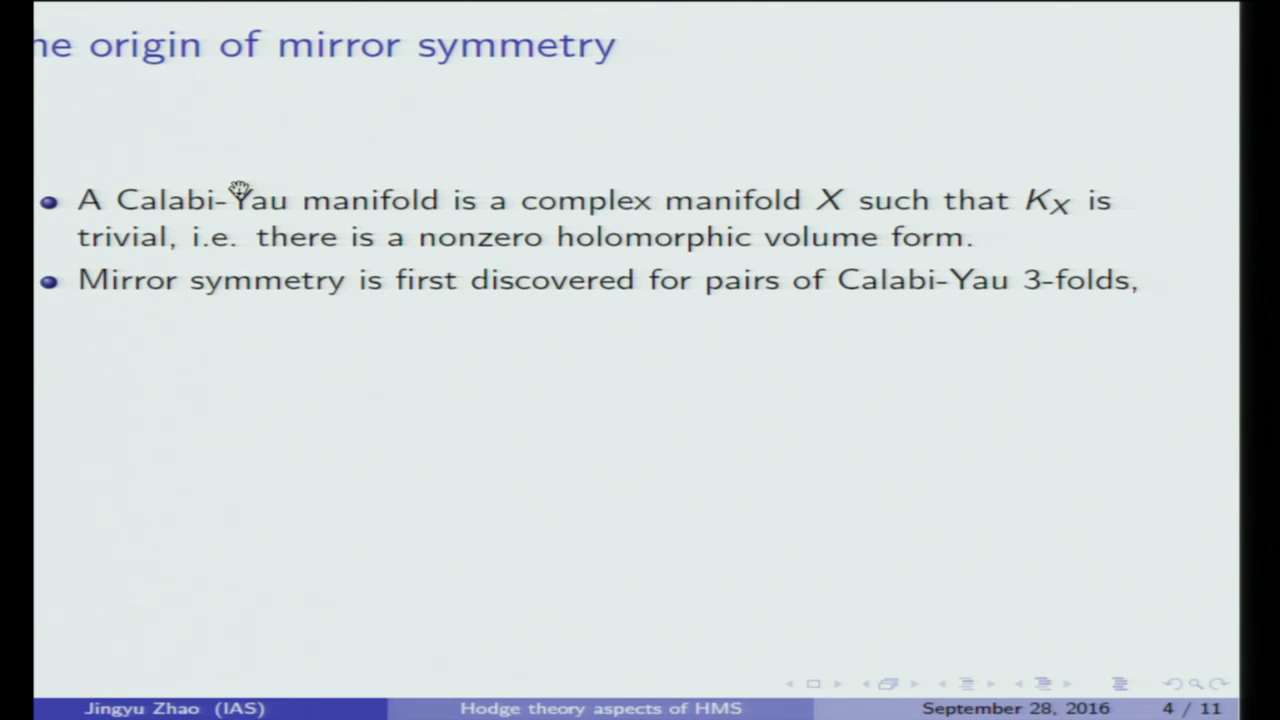 he origin of mirror symmetry
A Calabi-Yau manifold is a complex manifold X such that K_X is
trivial, i.e. there is a nonzero holomorphic volume form.
Mirror symmetry is first discovered for pairs of Calabi-Yau 3-folds,
Jingyu Zhao (IAS) Hodge theory aspects of HMS September 28, 2016 4 / 11